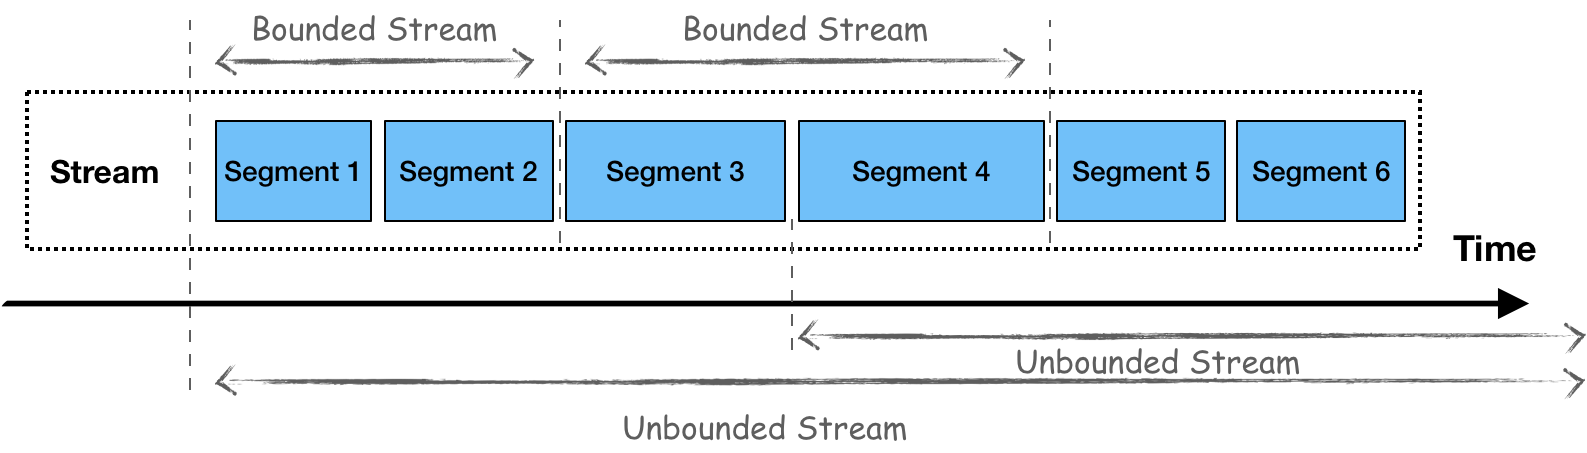 Bounded Stream
Bounded Stream
Stream
Segment 1
Segment 2
Segment 3
Segment 4
Segment 5
Segment 6
Time
Unbounded Stream
Unbounded Stream